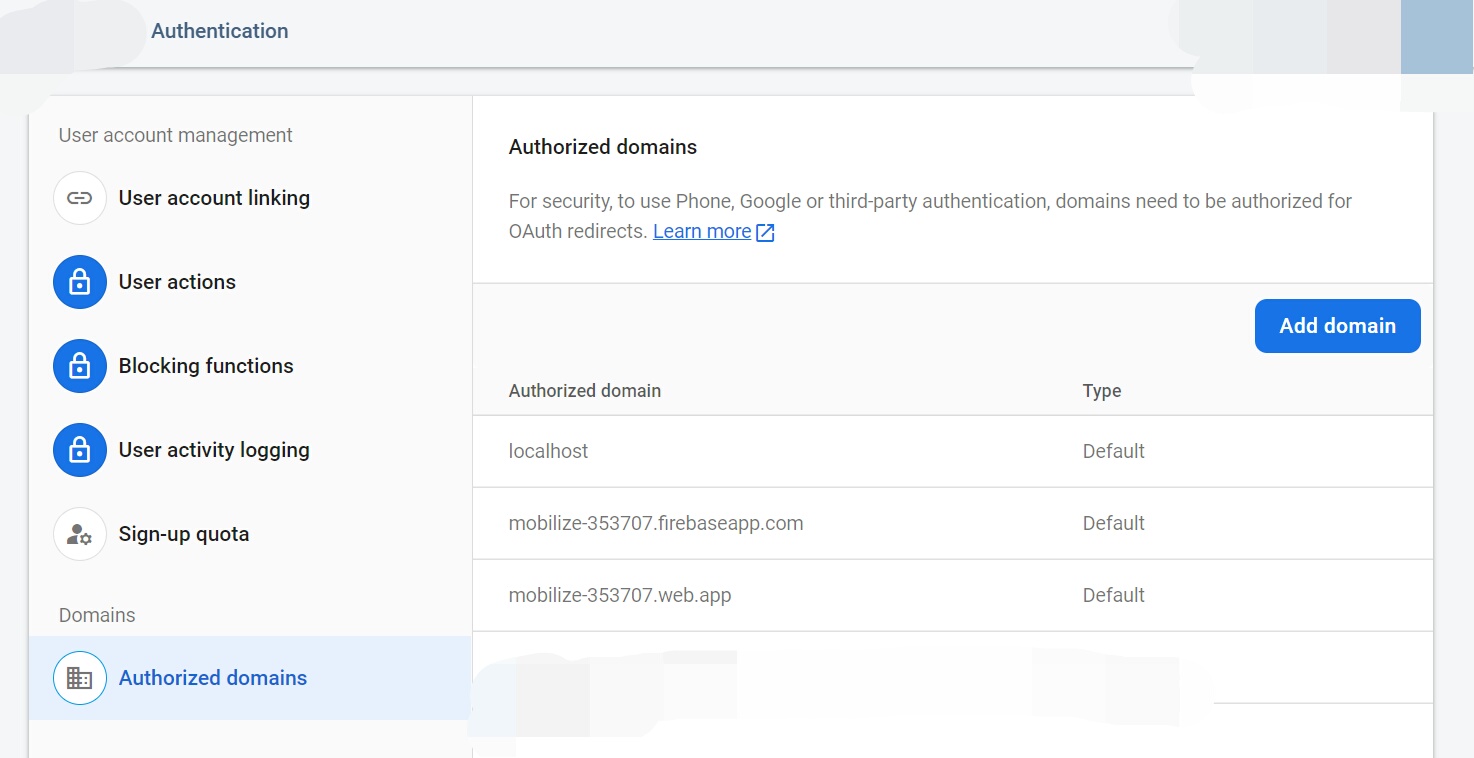 Authentication
User account management
User account linking
User actions
Blocking functions
User activity logging
Sign-up quota
Domains
Authorized domains
Authorized domains
For security, to use Phone, Google or third-party authentication, domains need to be authorized for
OAuth redirects. Learn more
Add domain
Authorized domain Type
localhost Default
mobilize-353707.firebaseapp.com Default
mobilize-353707.web.app Default